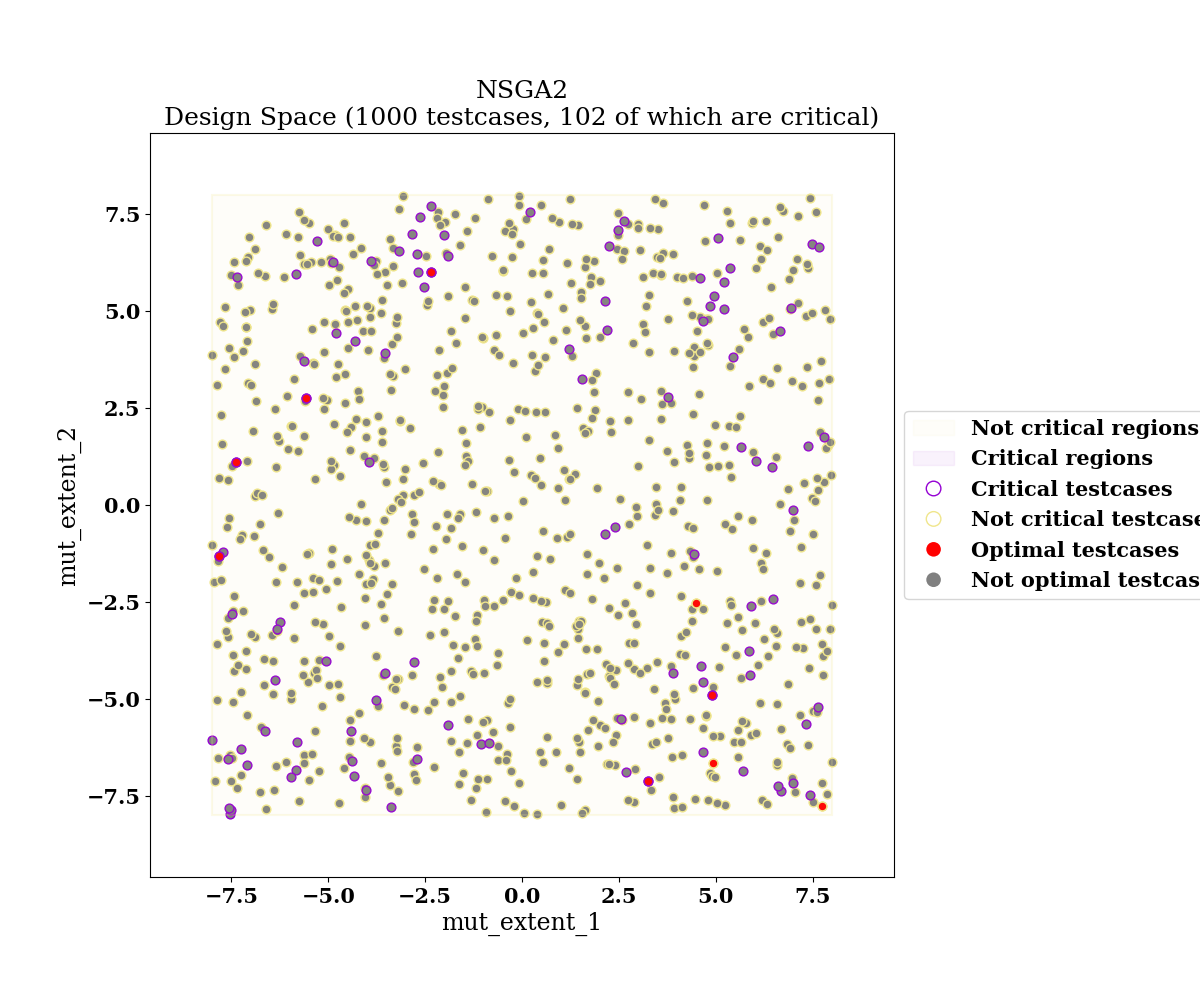 NSGA2
Design Space (1000 testcases, 102 of which are critical)
7.5
5.0
2.5
0.0
−2.5
−5.0
−7.5
mut_extent_2
−7.5
−5.0
−2.5
0.0
2.5
5.0
7.5
mut_extent_1
Not critical regions
Critical regions
Critical testcases
Not critical testcase
Optimal testcases
Not optimal testcas